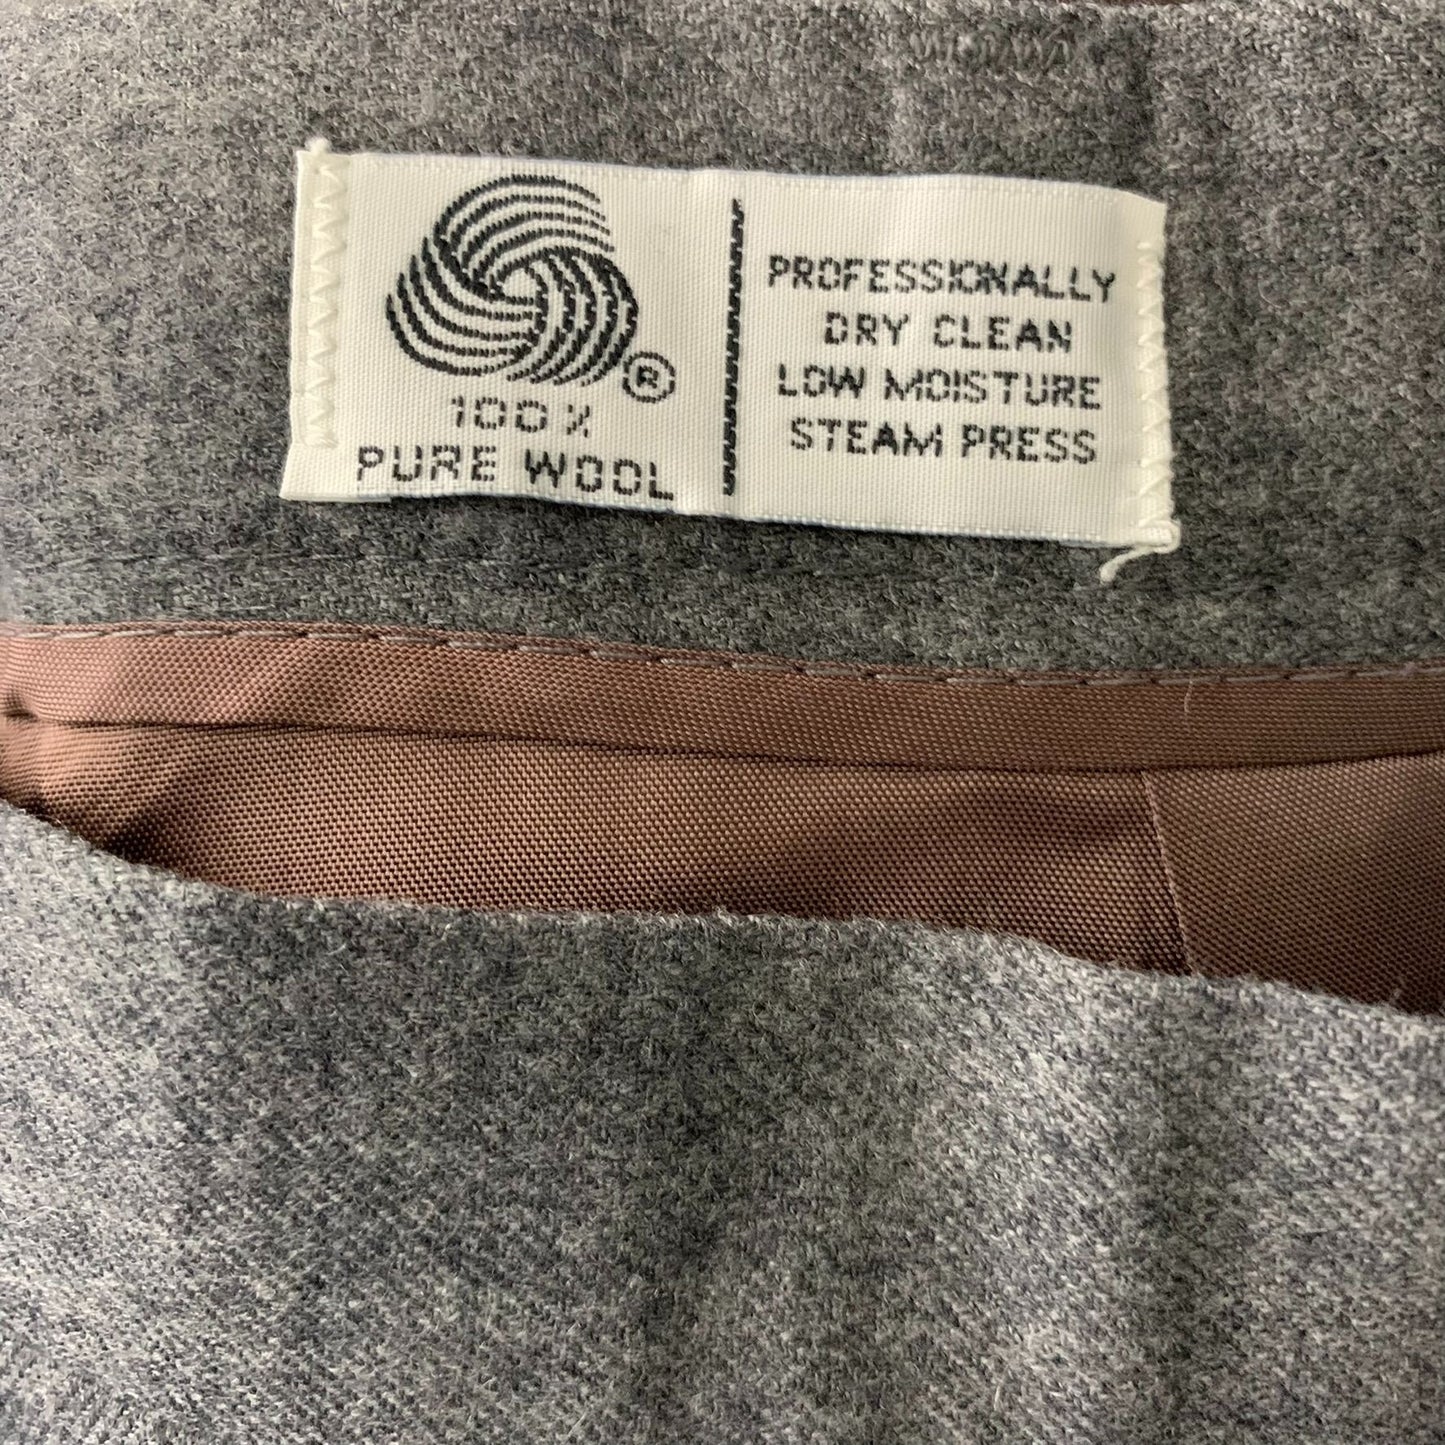 ®
100%
PURE WOOL
PROFESSIONALLY
DRY CLEAN
LOW MOISTURE
STEAM PRESS